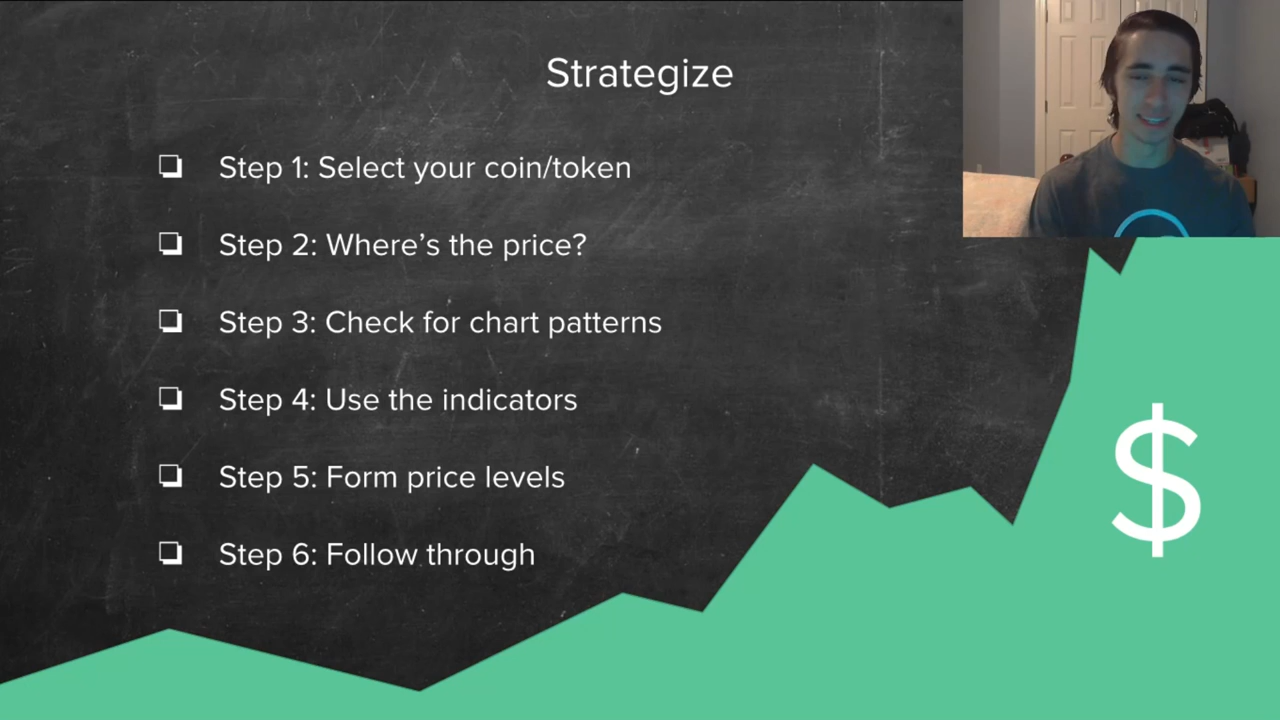 Strategize
Step 1: Select your coin/token
Step 2: Where’s the price?
Step 3: Check for chart patterns
Step 4: Use the indicators
Step 5: Form price levels
Step 6: Follow through
$